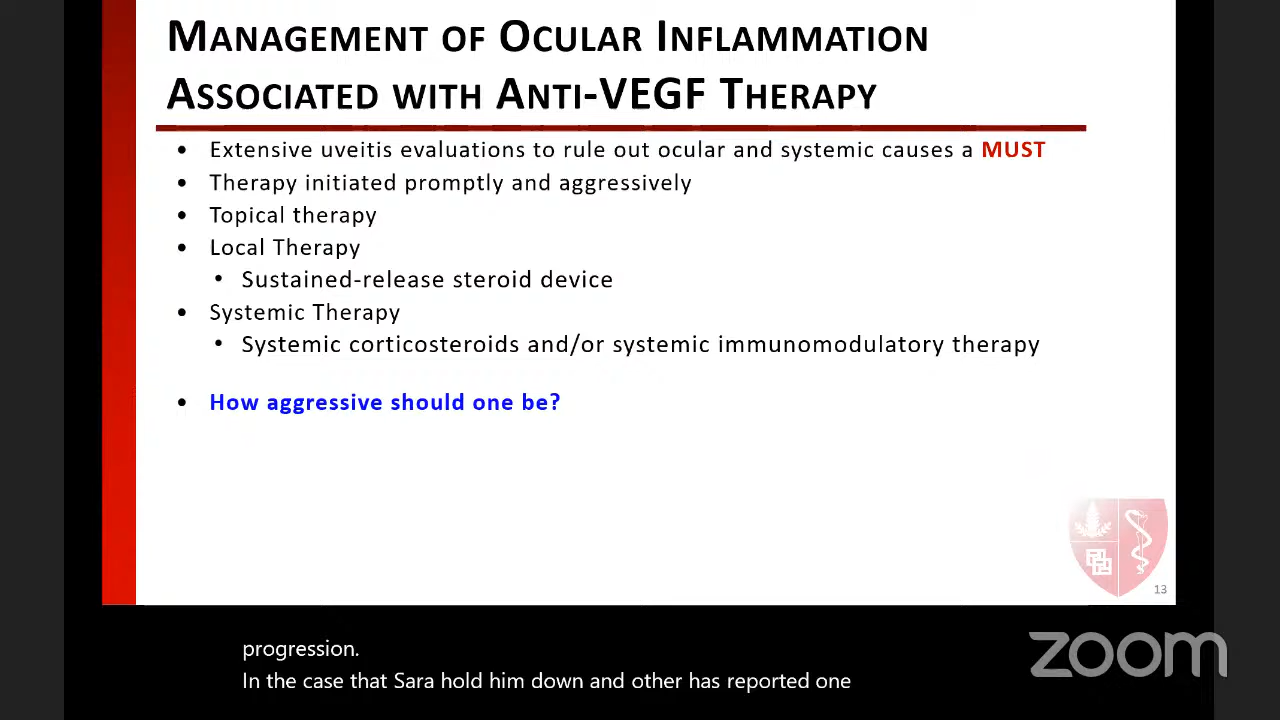 MANAGEMENT OF OCULAR INFLAMMATION
ASSOCIATED WITH ANTI-VEGF THERAPY
• Extensive uveitis evaluations to rule out ocular and systemic causes a MUST
• Therapy initiated promptly and aggressively
• Topical therapy
• Local Therapy
• Sustained-release steroid device
• Systemic Therapy
• Systemic corticosteroids and/or systemic immunomodulatory therapy
• How aggressive should one be?
13
progression.
In the case that Sara hold him down and other has reported one
zoom